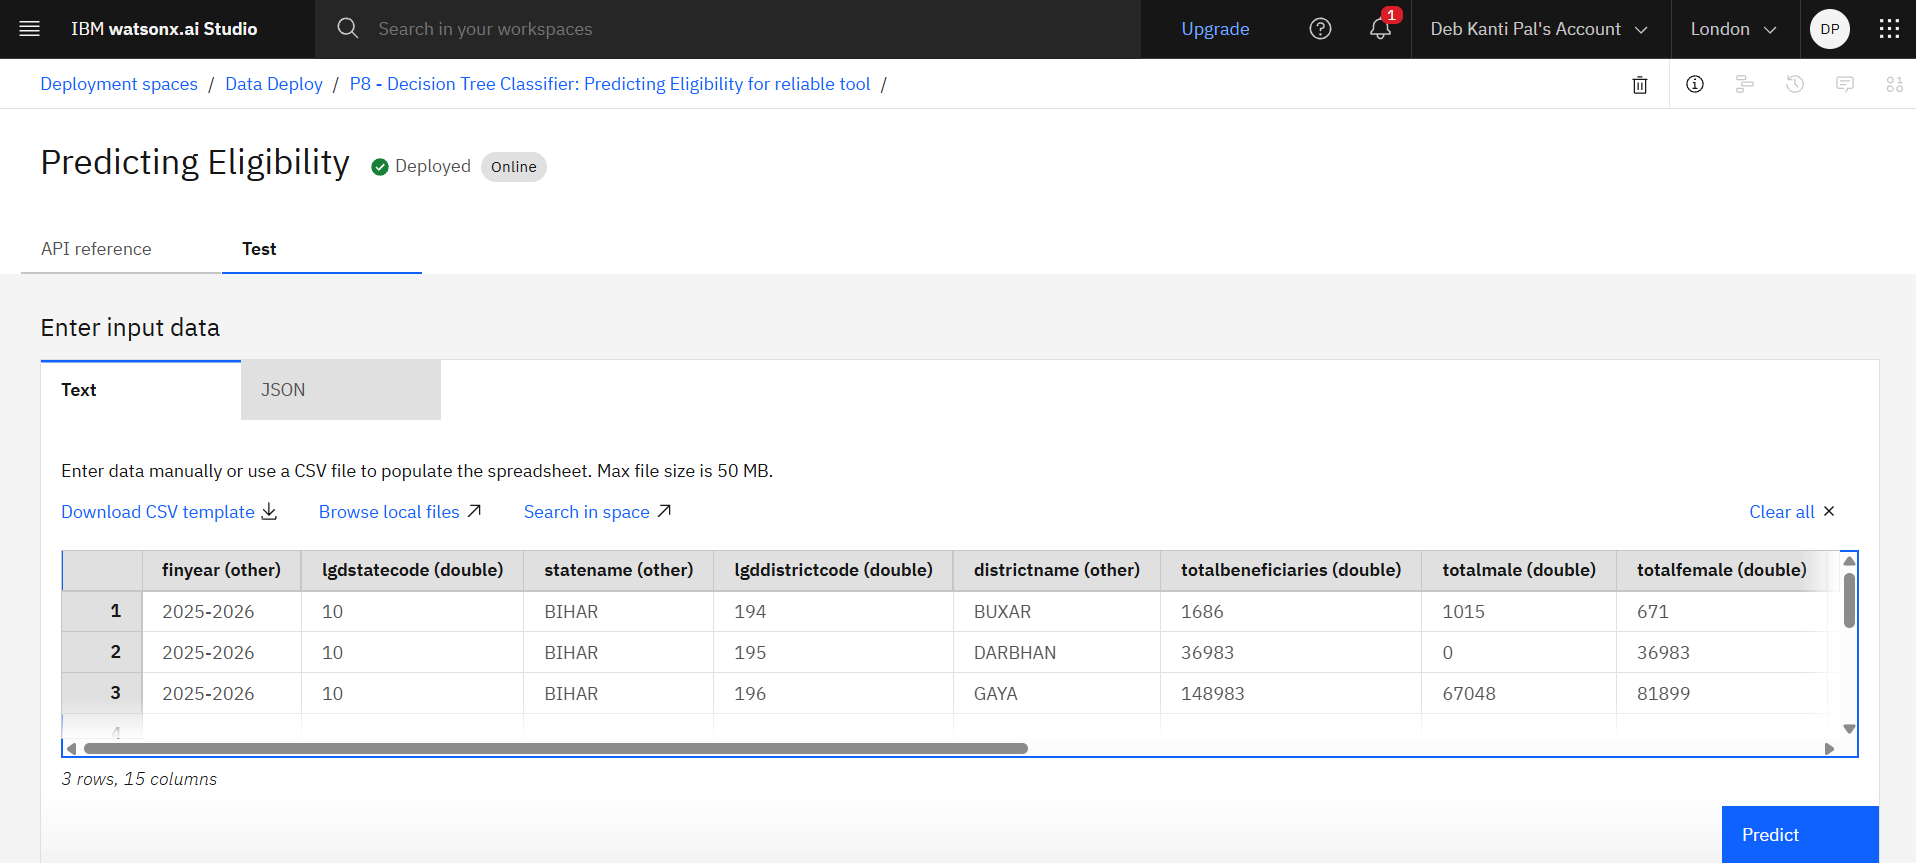 IBM watsonx.ai Studio
Search in your workspaces
Upgrade
1
Deb Kanti Pal's Account
London
DP
Deployment spaces / Data Deploy / P8 - Decision Tree Classifier: Predicting Eligibility for reliable tool /
Predicting Eligibility
Deployed
Online
API reference
Test
Enter input data
Text
JSON
Enter data manually or use a CSV file to populate the spreadsheet. Max file size is 50 MB.
Download CSV template
Browse local files
Search in space
Clear all
finyear (other) lgdstatecode (double) statename (other) lgddistrictcode (double) districtname (other) totalbeneficiaries (double) totalmale (double) totalfemale (double)
1 2025-2026 10 BIHAR 194 BUXAR 1686 1015 671
2 2025-2026 10 BIHAR 195 DARBHAN 36983 0 36983
3 2025-2026 10 BIHAR 196 GAYA 148983 67048 81899
4
3 rows, 15 columns
Predict